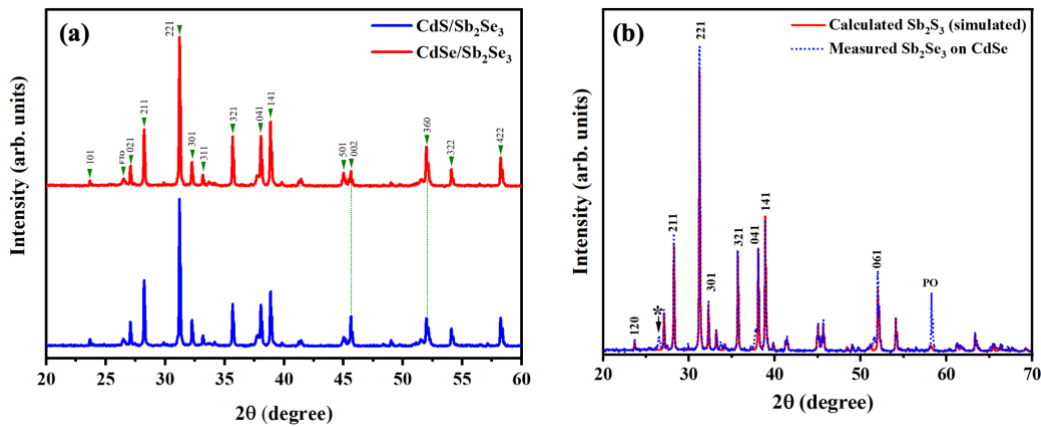 (a)
CdS/Sb₂Se₃
CdSe/Sb₂Se₃
101
FTO
021
211
221
301
311
321
041
141
501
002
360
322
422
Intensity (arb. units)
20 25 30 35 40 45 50 55 60
2θ (degree)
(b)
Calculated Sb₂S₃ (simulated)
Measured Sb₂Se₃ on CdSe
120
*
211
221
301
321
041
141
061
PO
Intensity (arb. units)
20 30 40 50 60 70
2θ (degree)